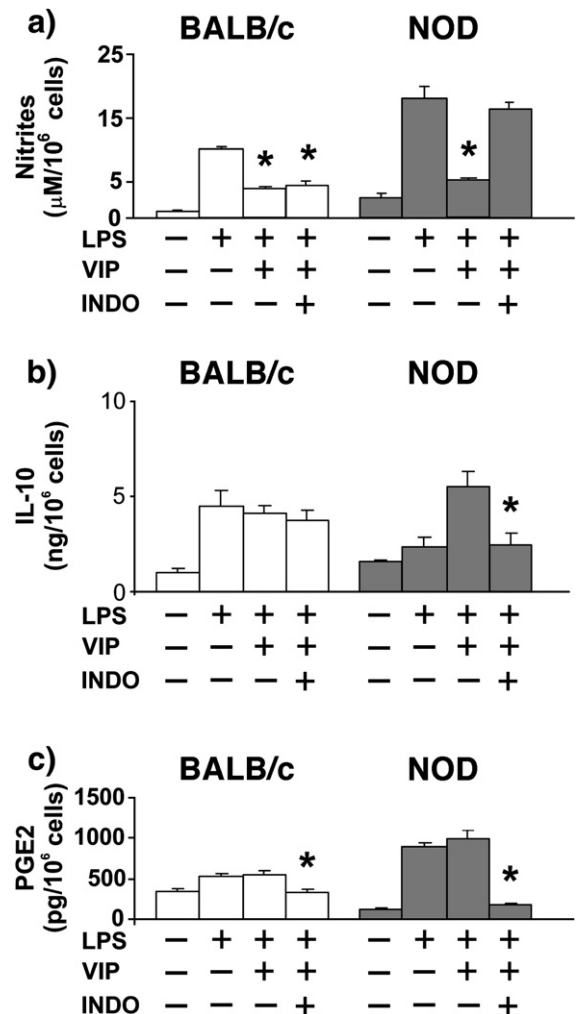 a)
BALB/c NOD
Nitrites
(μM/10⁶ cells)
25
15
5
0
* * *
LPS − + + + − + + +
VIP − − + + − − + +
INDO − − − + − − − +
b)
BALB/c NOD
IL-10
(ng/10⁶ cells)
10
5
0
*
LPS − + + + − + + +
VIP − − + + − − + +
INDO − − − + − − − +
c)
BALB/c NOD
PGE2
(pg/10⁶ cells)
1500
1000
500
0
* *
LPS − + + + − + + +
VIP − − + + − − + +
INDO − − − + − − − +